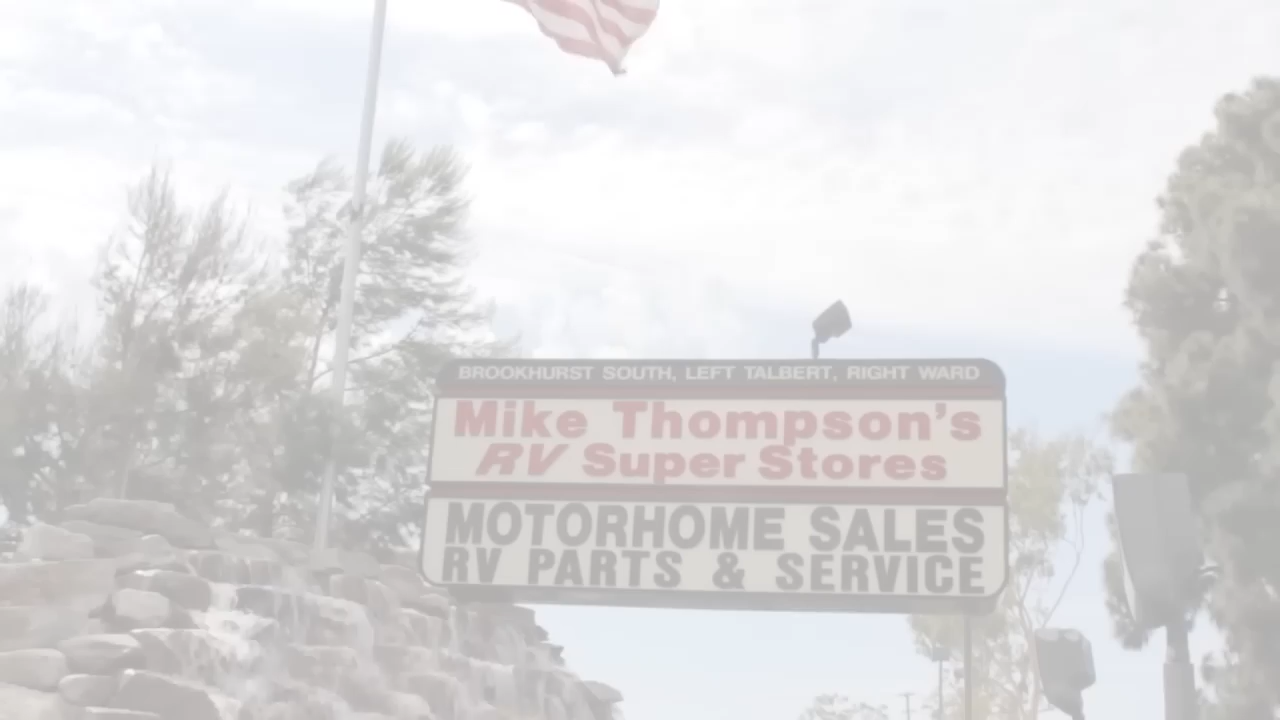 BROOKHURST SOUTH, LEFT TALBERT, RIGHT WARD
Mike Thompson's
RV Super Stores
MOTORHOME SALES
RV PARTS & SERVICE